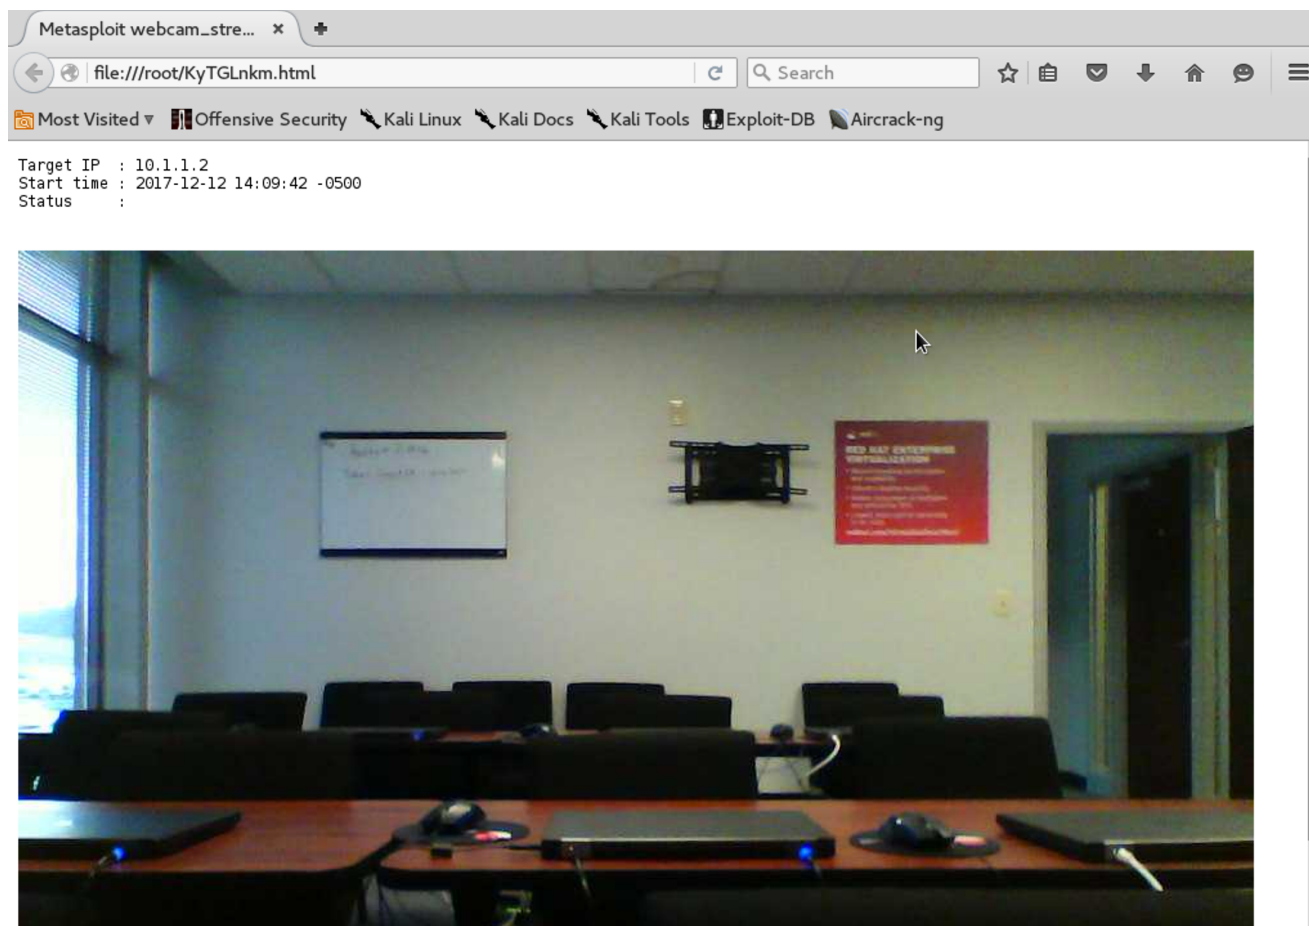 Metasploit webcam_stre...
file:///root/KyTGLnkm.html
Search
Most Visited Offensive Security Kali Linux Kali Docs Kali Tools Exploit-DB Aircrack-ng
Target IP : 10.1.1.2
Start time : 2017-12-12 14:09:42 -0500
Status :
RED HAT ENTERPRISE
VIRTUALIZATION